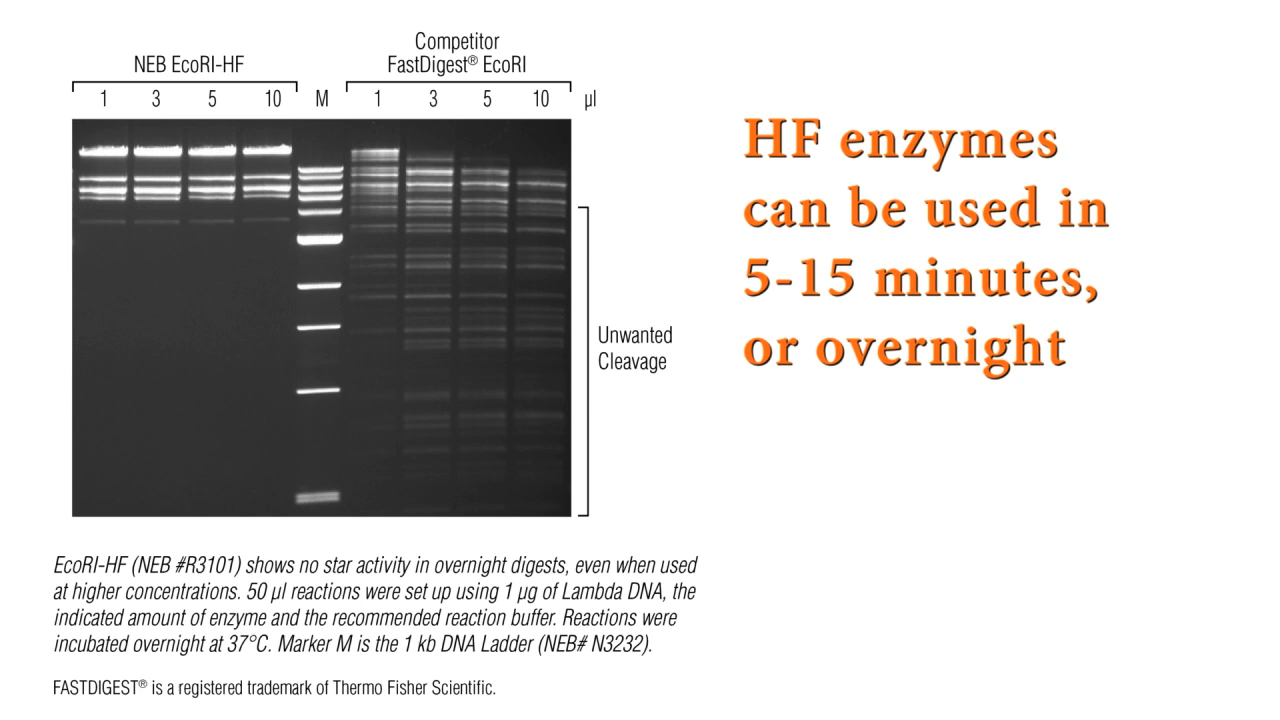 Competitor
NEB EcoRI-HF FastDigest® EcoRI
1 3 5 10 M 1 3 5 10 µl
HF enzymes
can be used in
5-15 minutes,
or overnight
Unwanted
Cleavage
EcoRI-HF (NEB #R3101) shows no star activity in overnight digests, even when used
at higher concentrations. 50 µl reactions were set up using 1 µg of Lambda DNA, the
indicated amount of enzyme and the recommended reaction buffer. Reactions were
incubated overnight at 37°C. Marker M is the 1 kb DNA Ladder (NEB# N3232).
FASTDIGEST® is a registered trademark of Thermo Fisher Scientific.